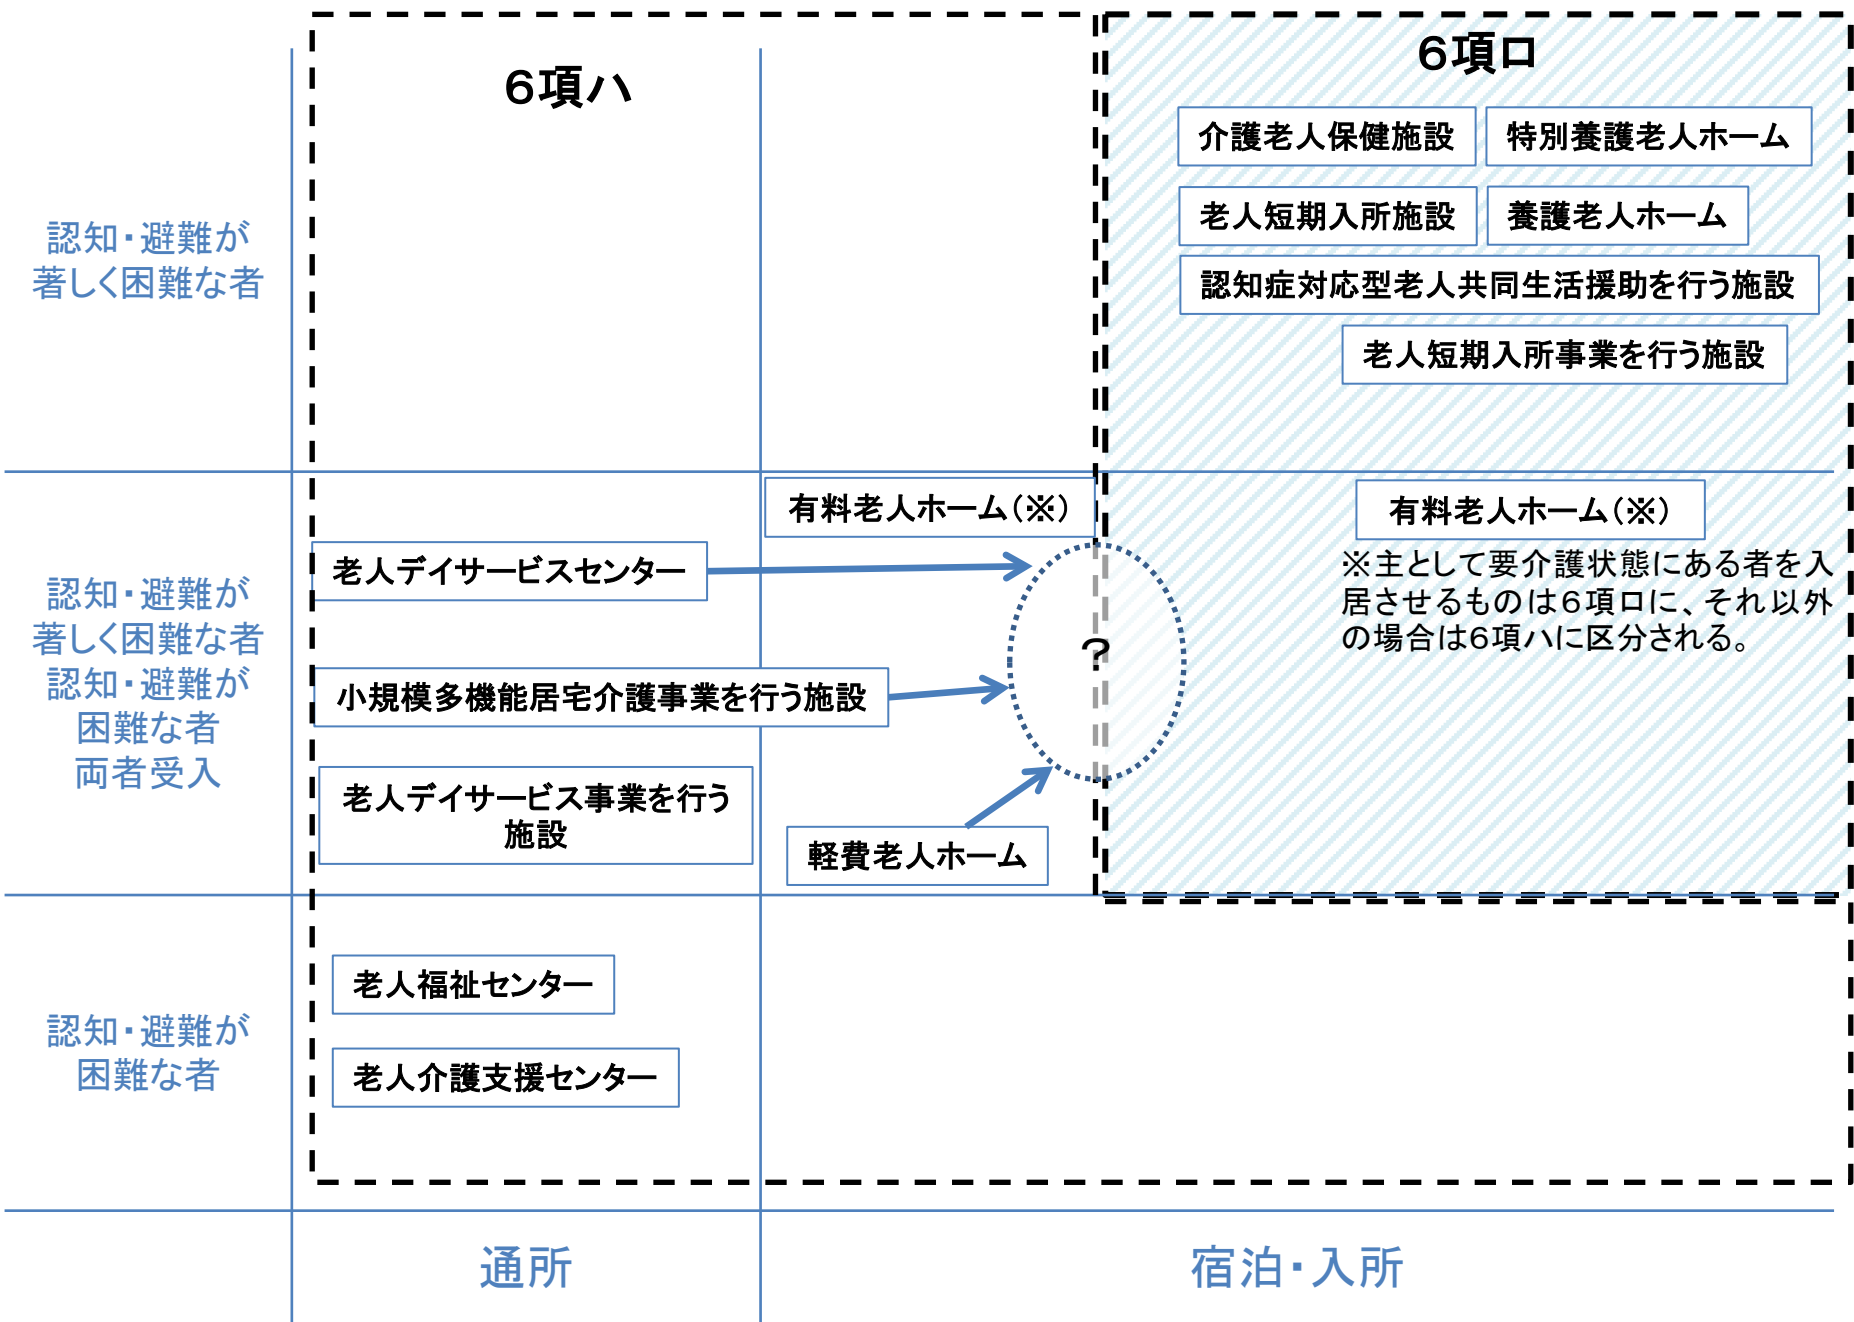 ６項ハ
６項ロ
介護老人保健施設
特別養護老人ホーム
老人短期入所施設
養護老人ホーム
認知症対応型老人共同生活援助を行う施設
老人短期入所事業を行う施設
認知・避難が
著しく困難な者
有料老人ホーム（※）
有料老人ホーム（※）
※主として要介護状態にある者を入
居させるものは６項ロに、それ以外
の場合は６項ハに区分される。
老人デイサービスセンター
？
小規模多機能居宅介護事業を行う施設
老人デイサービス事業を行う
施設
軽費老人ホーム
認知・避難が
著しく困難な者
認知・避難が
困難な者
両者受入
老人福祉センター
老人介護支援センター
認知・避難が
困難な者
通所
宿泊・入所